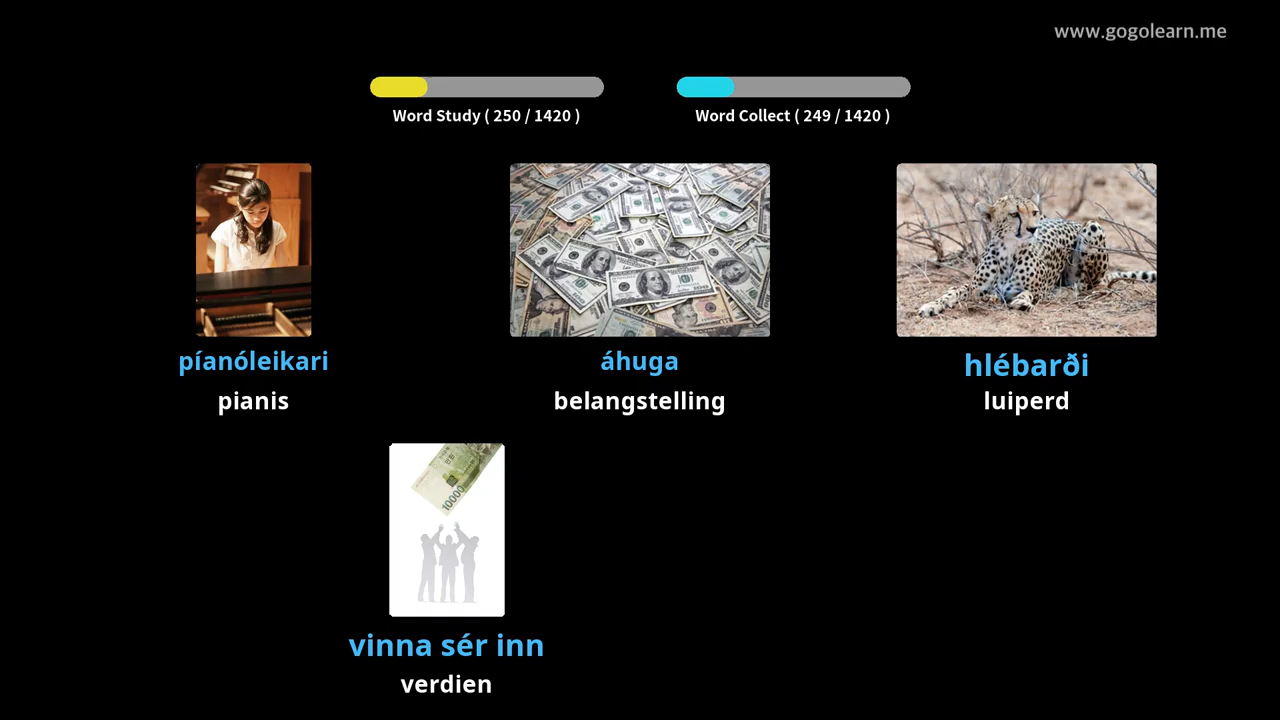 www.gogolearn.me
Word Study ( 250 / 1420 )
Word Collect ( 249 / 1420 )
píanóleikari
pianis
áhuga
belangstelling
hlébarði
luiperd
10000
vinna sér inn
verdien